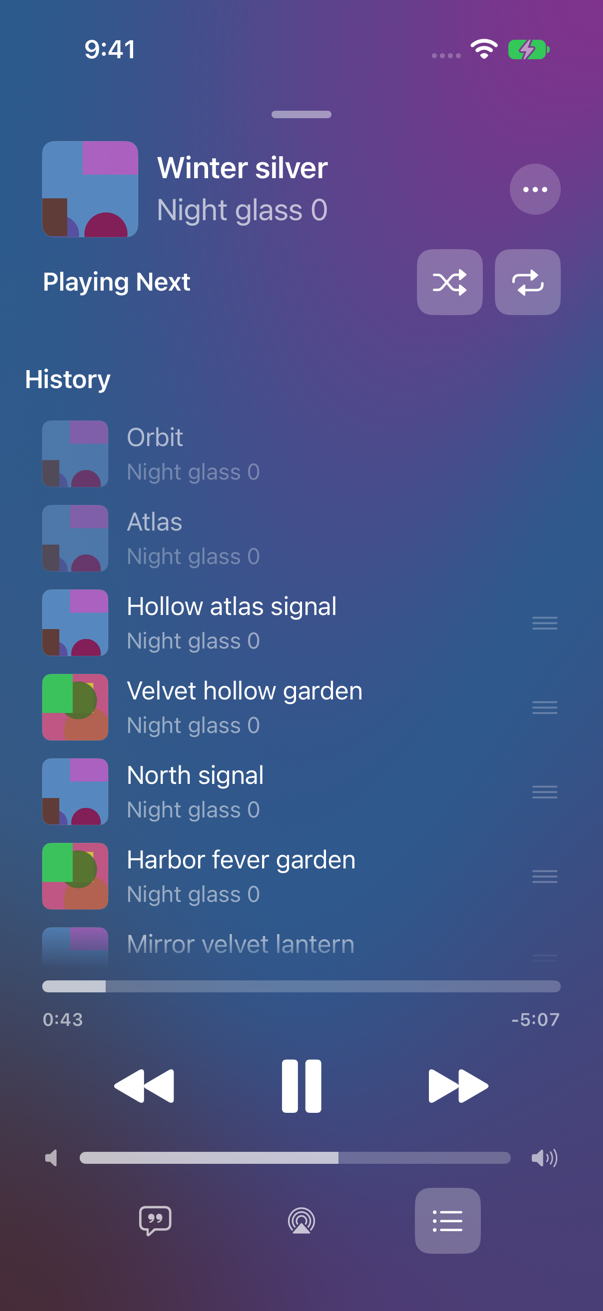 9:41
Winter silver
Night glass 0
Playing Next
History
Orbit
Night glass 0
Atlas
Night glass 0
Hollow atlas signal
Night glass 0
Velvet hollow garden
Night glass 0
North signal
Night glass 0
Harbor fever garden
Night glass 0
Mirror velvet lantern
0:43
-5:07